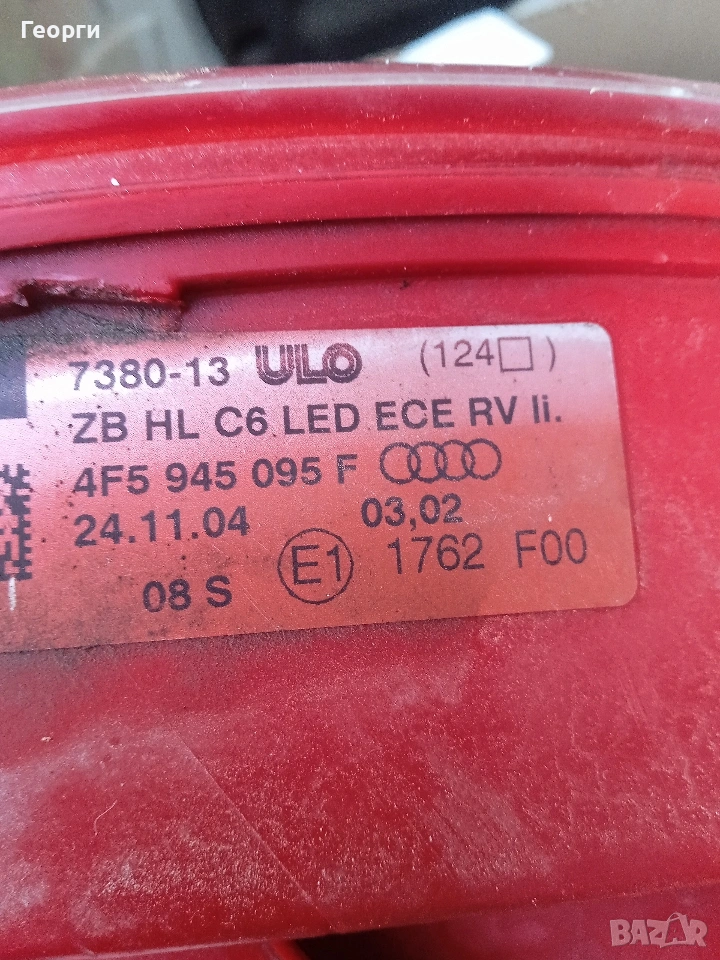 Георги
7380-13 ULO (124□)
ZB HL C6 LED ECE RV li.
4F5 945 095 F
24.11.04 03,02
08 S E1 1762 F00
BAZAR